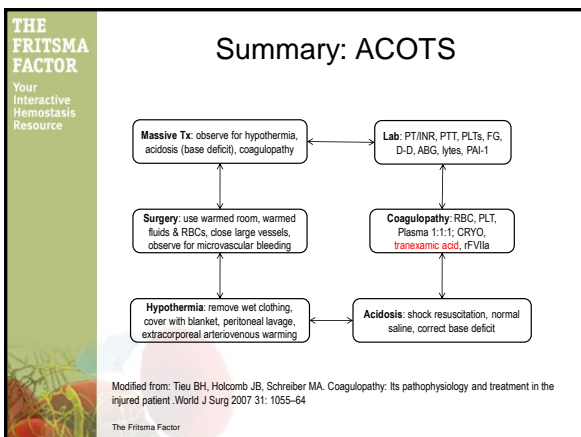 THE
FRITSMA
FACTOR
Your
Interactive
Hemostasis
Resource
Summary: ACOTS
Massive Tx: observe for hypothermia,
acidosis (base deficit), coagulopathy
Lab: PT/INR, PTT, PLTs, FG,
D-D, ABG, lytes, PAI-1
Surgery: use warmed room, warmed
fluids & RBCs, close large vessels,
observe for microvascular bleeding
Coagulopathy: RBC, PLT,
Plasma 1:1:1; CRYO,
tranexamic acid, rFVIIa
Hypothermia: remove wet clothing,
cover with blanket, peritoneal lavage,
extracorporeal arteriovenous warming
Acidosis: shock resuscitation, normal
saline, correct base deficit
Modified from: Tieu BH, Holcomb JB, Schreiber MA. Coagulopathy: Its pathophysiology and treatment in the
injured patient .World J Surg 2007 31: 1055–64
The Fritsma Factor